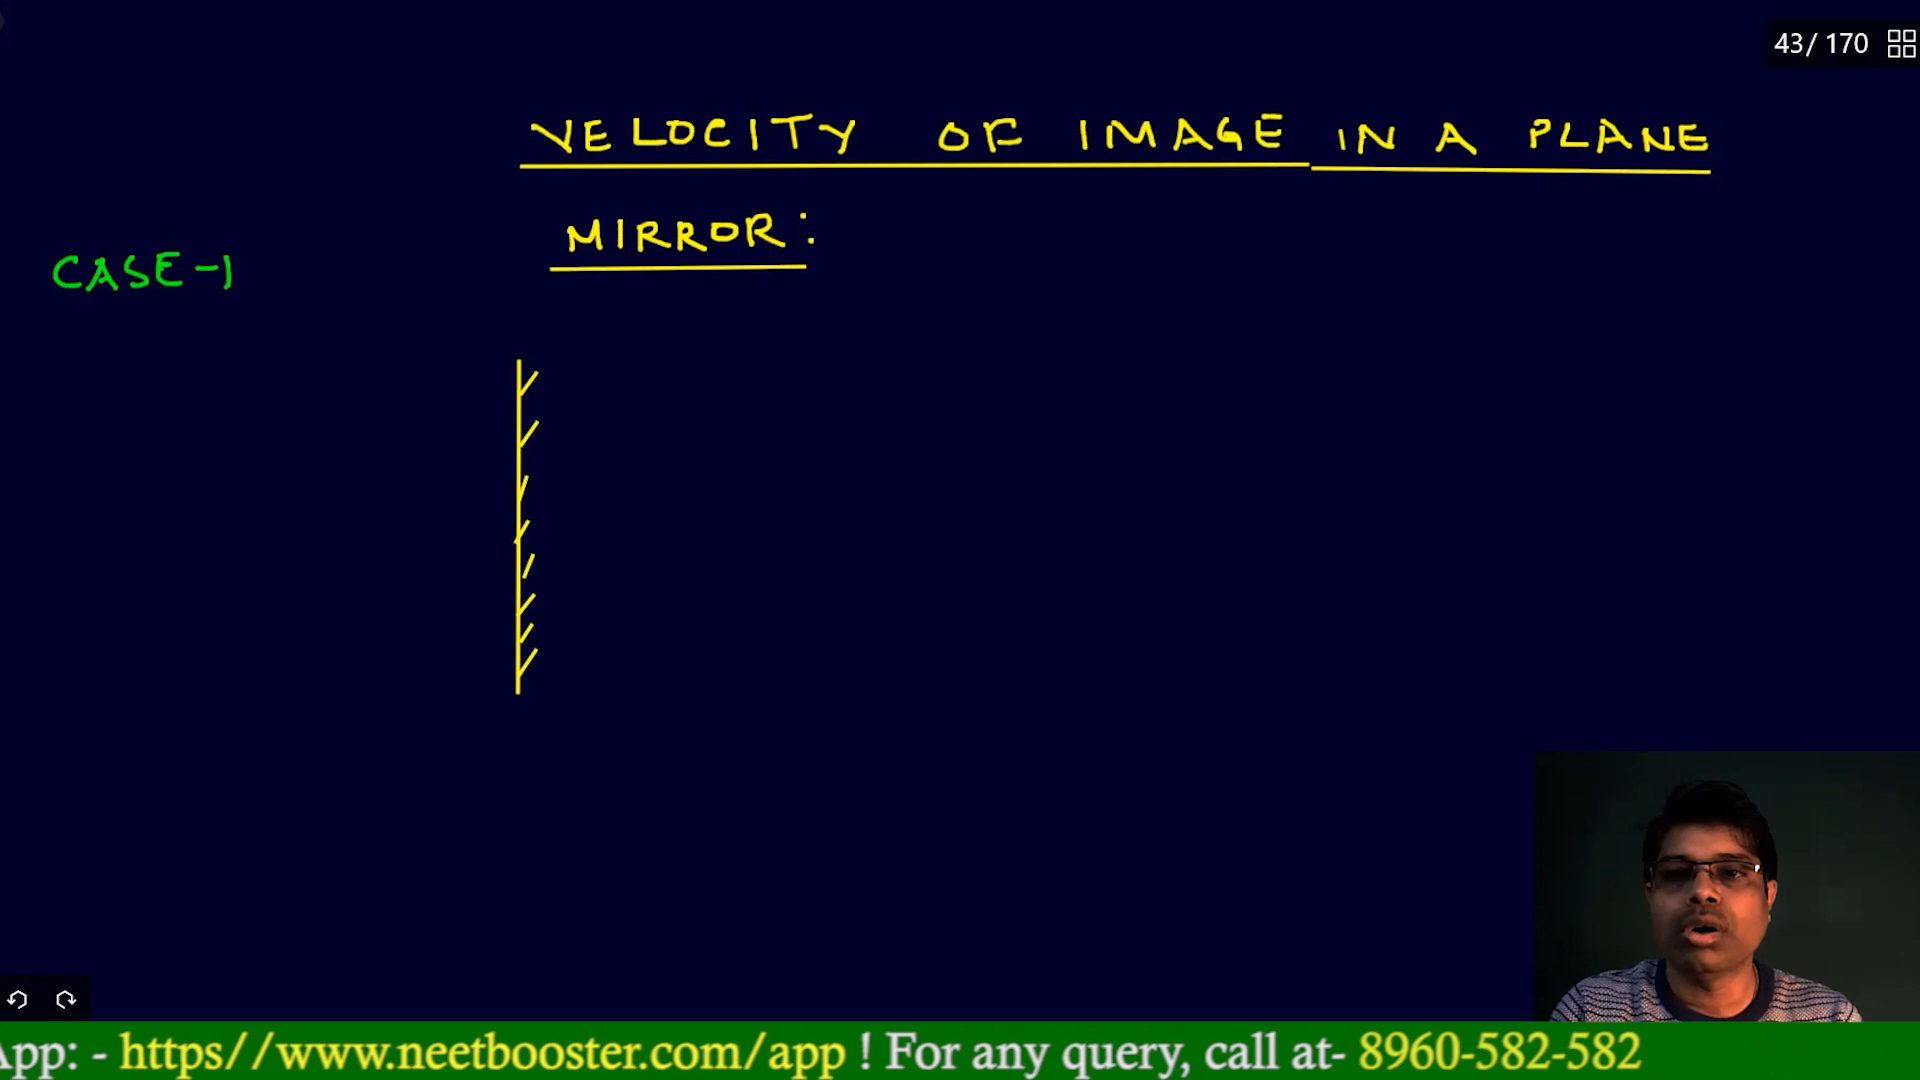 43/ 170
VELOCITY OF IMAGE IN A PLANE
MIRROR:
CASE-1
App: - https//www.neetbooster.com/app ! For any query, call at- 8960-582-582